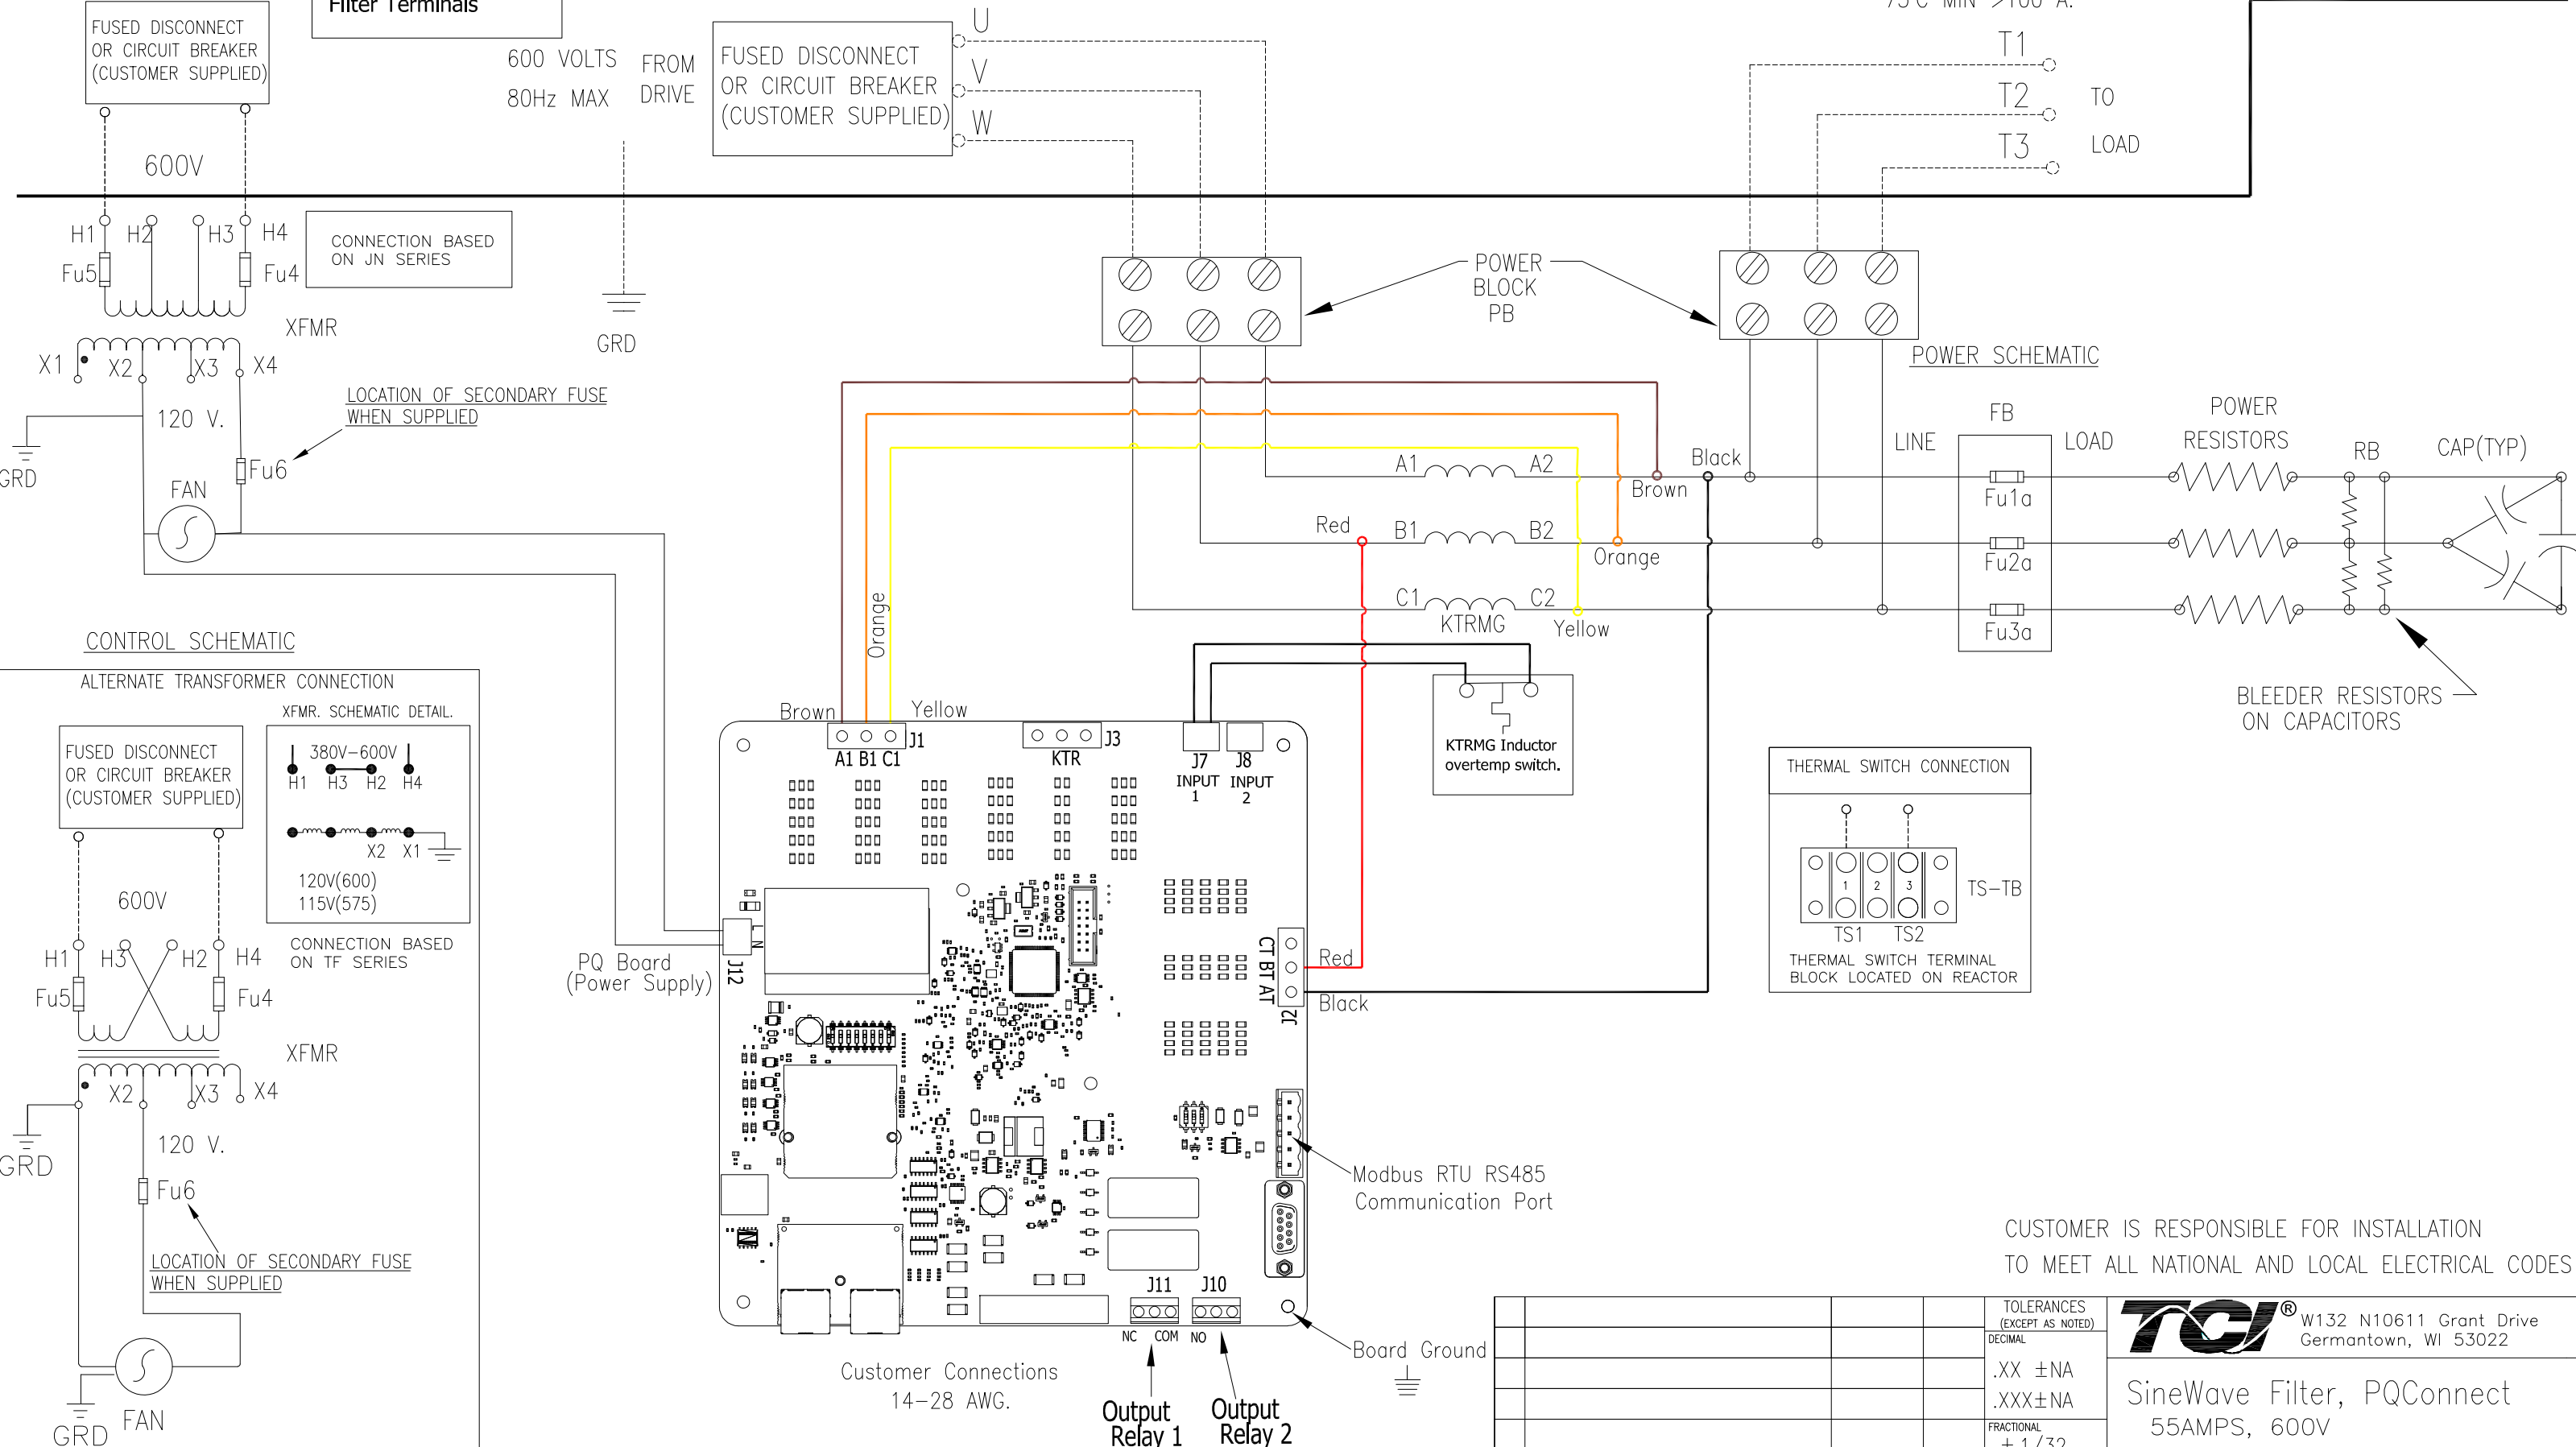 Filter Terminals
FUSED DISCONNECT
OR CIRCUIT BREAKER
(CUSTOMER SUPPLIED)
600V
600 VOLTS
80Hz MAX
FROM
DRIVE
FUSED DISCONNECT
OR CIRCUIT BREAKER
(CUSTOMER SUPPLIED)
U
V
W
>100 A.
T1
T2
T3
TO
LOAD
H1
H2
H3
H4
Fu5
Fu4
CONNECTION BASED
ON JN SERIES
XFMR
GRD
X1
X2
X3
X4
120 V.
GRD
LOCATION OF SECONDARY FUSE
WHEN SUPPLIED
Fu6
FAN
POWER
BLOCK
PB
POWER SCHEMATIC
A1
A2
Brown
Black
Red
B1
B2
Orange
C1
C2
KTRMG
Yellow
LINE
FB
LOAD
Fu1a
Fu2a
Fu3a
POWER
RESISTORS
RB
CAP(TYP)
BLEEDER RESISTORS
ON CAPACITORS
CONTROL SCHEMATIC
ALTERNATE TRANSFORMER CONNECTION
XFMR. SCHEMATIC DETAIL.
380V-600V
H1 H3 H2 H4
X2 X1
120V(600)
115V(575)
CONNECTION BASED
ON TF SERIES
FUSED DISCONNECT
OR CIRCUIT BREAKER
(CUSTOMER SUPPLIED)
600V
H1
H3
H2
H4
Fu5
Fu4
XFMR
X2
X3
X4
GRD
120 V.
Fu6
LOCATION OF SECONDARY FUSE
WHEN SUPPLIED
FAN
GRD
Orange
Brown
Yellow
A1 B1 C1
J1
J3
KTR
J7
INPUT
1
J8
INPUT
2
KTRMG Inductor
overtemp switch.
THERMAL SWITCH CONNECTION
1 2 3
TS-TB
TS1 TS2
THERMAL SWITCH TERMINAL
BLOCK LOCATED ON REACTOR
L N
J12
PQ Board
(Power Supply)
CT BT AT
J2
Red
Black
Modbus RTU RS485
Communication Port
J11
J10
NC COM NO
Board Ground
Customer Connections
14-28 AWG.
Output
Relay 1
Output
Relay 2
CUSTOMER IS RESPONSIBLE FOR INSTALLATION
TO MEET ALL NATIONAL AND LOCAL ELECTRICAL CODES
TOLERANCES
(EXCEPT AS NOTED)
DECIMAL
.XX ±NA
.XXX±NA
FRACTIONAL
± 1/32
TCI®
W132 N10611 Grant Drive
Germantown, WI 53022
SineWave Filter, PQConnect
55AMPS, 600V